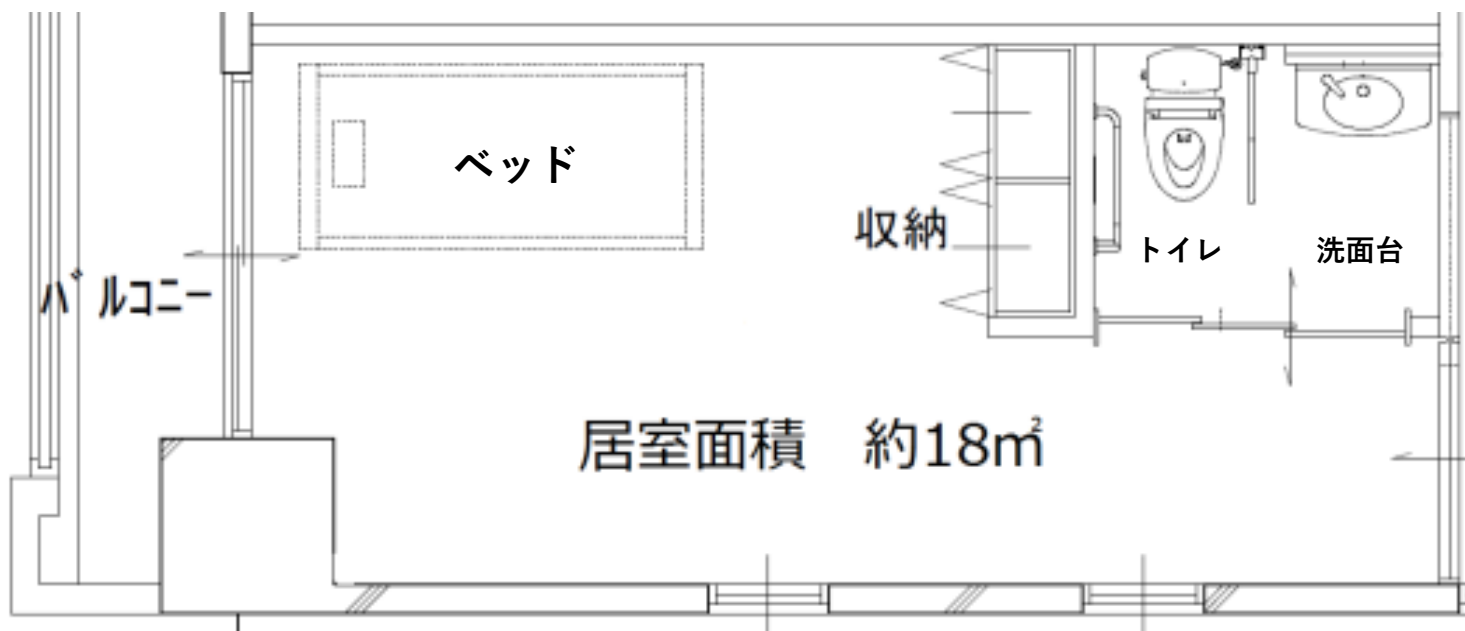 ベッド
収納
トイレ
洗面台
バルコニー
居室面積 約18㎡